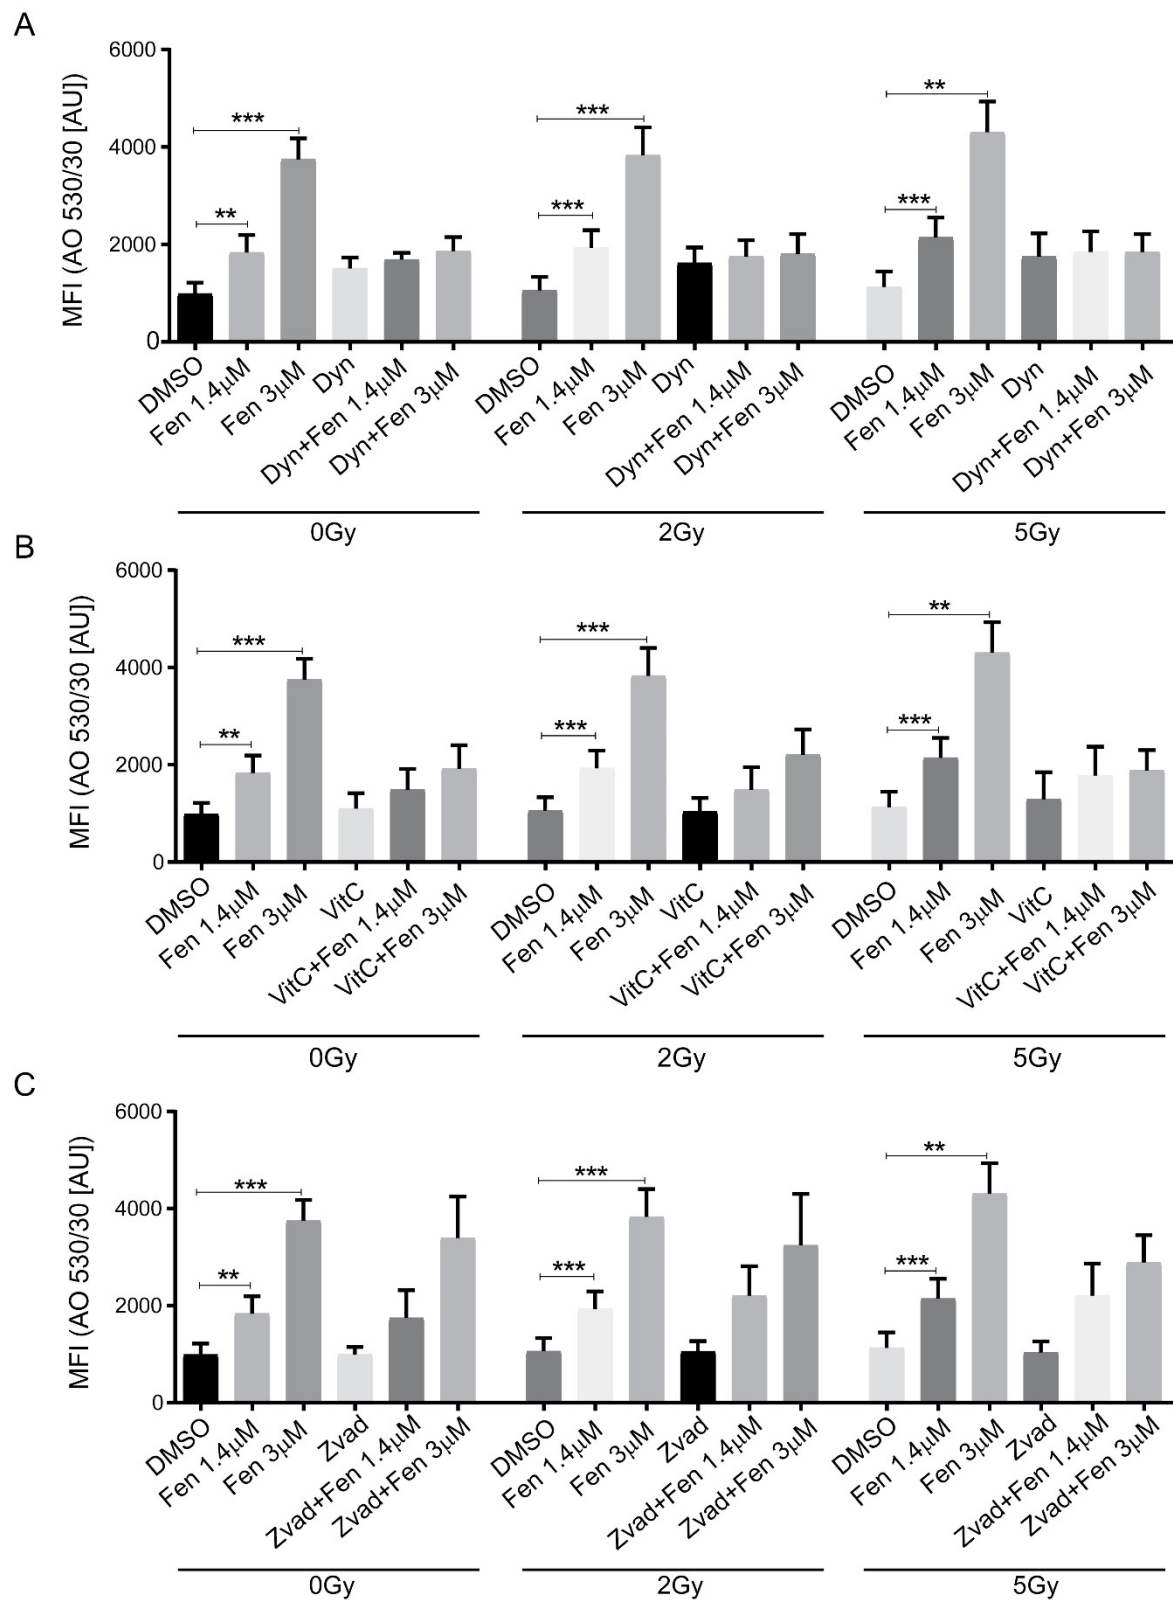 A
MFI (AO 530/30 [AU])
6000
4000
2000
0
***
**
***
***
**
***
DMSO
Fen 1.4µM
Fen 3µM
Dyn
Dyn+Fen 1.4µM
Dyn+Fen 3µM
DMSO
Fen 1.4µM
Fen 3µM
Dyn
Dyn+Fen 1.4µM
Dyn+Fen 3µM
DMSO
Fen 1.4µM
Fen 3µM
Dyn
Dyn+Fen 1.4µM
Dyn+Fen 3µM
0Gy
2Gy
5Gy
B
MFI (AO 530/30 [AU])
6000
4000
2000
0
***
**
***
***
**
***
DMSO
Fen 1.4µM
Fen 3µM
VitC
VitC+Fen 1.4µM
VitC+Fen 3µM
DMSO
Fen 1.4µM
Fen 3µM
VitC
VitC+Fen 1.4µM
VitC+Fen 3µM
DMSO
Fen 1.4µM
Fen 3µM
VitC
VitC+Fen 1.4µM
VitC+Fen 3µM
0Gy
2Gy
5Gy
C
MFI (AO 530/30 [AU])
6000
4000
2000
0
***
**
***
***
**
***
DMSO
Fen 1.4µM
Fen 3µM
Zvad
Zvad+Fen 1.4µM
Zvad+Fen 3µM
DMSO
Fen 1.4µM
Fen 3µM
Zvad
Zvad+Fen 1.4µM
Zvad+Fen 3µM
DMSO
Fen 1.4µM
Fen 3µM
Zvad
Zvad+Fen 1.4µM
Zvad+Fen 3µM
0Gy
2Gy
5Gy